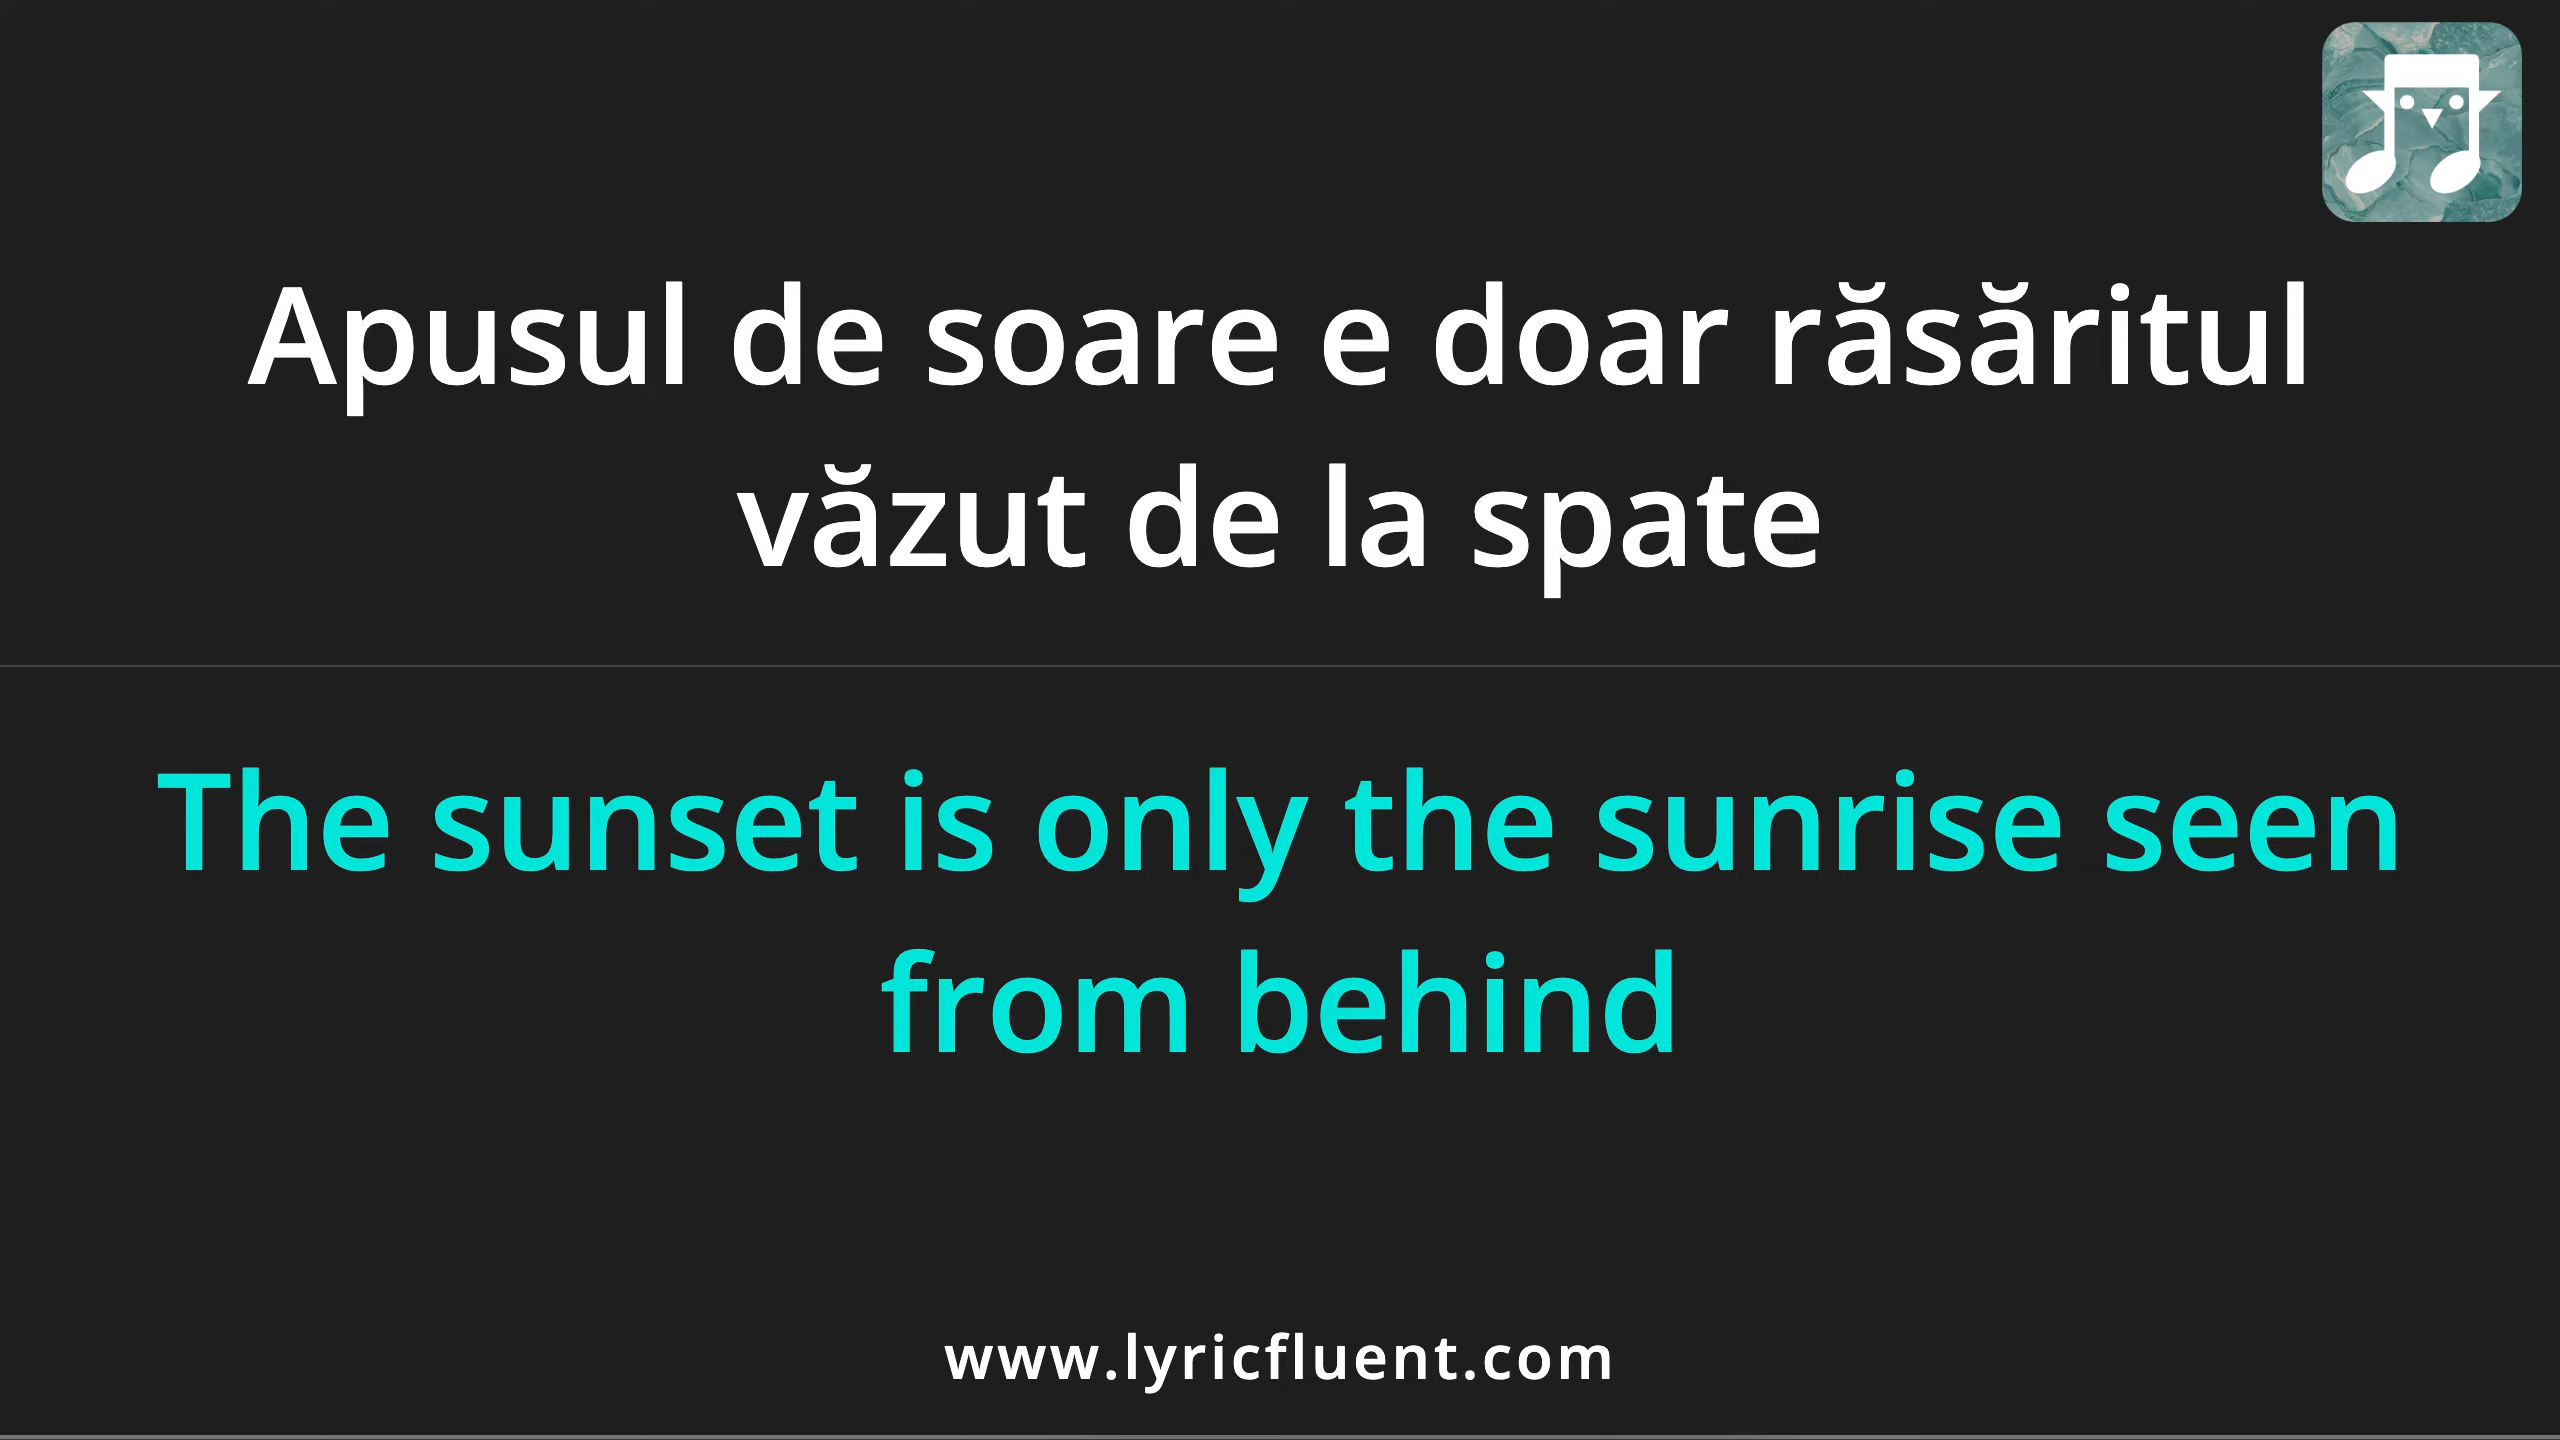 Apusul de soare e doar răsăritul
văzut de la spate
The sunset is only the sunrise seen
from behind
www.lyricfluent.com